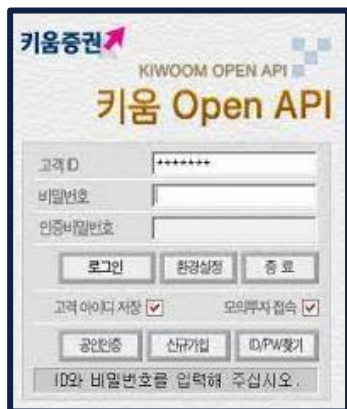 키움증권
KIWOOM OPEN API
키움 Open API
고객 ID *******
비밀번호
인증비밀번호
로그인 환경설정 종 료
고객 아이디 저장 모의투자 접속
공인인증 신규가입 ID/PW찾기
ID와 비밀번호를 입력해 주십시오.